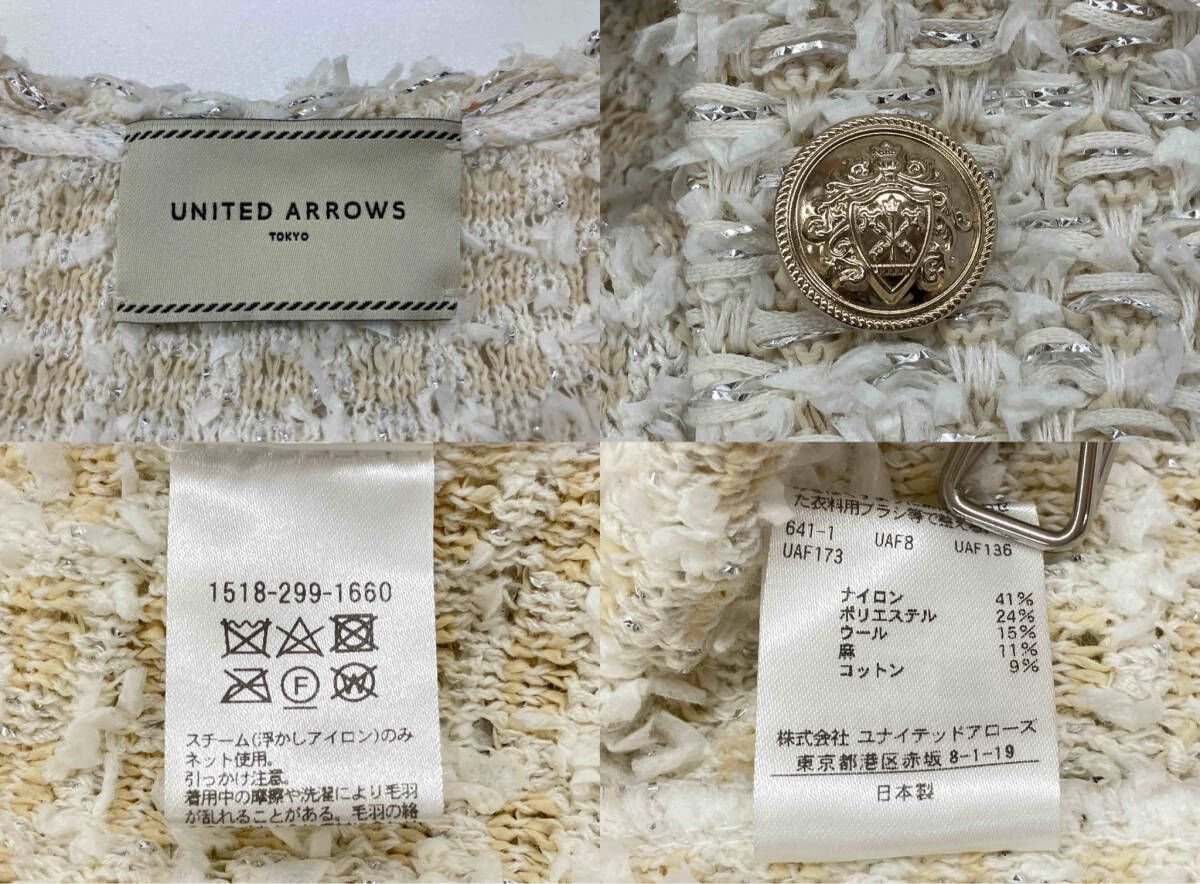 UNITED ARROWS
TOKYO
1518-299-1660
F
W
スチーム(浮かしアイロン)のみ
ネット使用。
引っかけ注意。
着用中の摩擦や洗濯により毛羽
が乱れることがある。毛羽の絡
た衣料用ブラシ等で整える
641-1 UAF8 UAF136
UAF173
ナイロン 41%
ポリエステル 24%
ウール 15%
麻 11%
コットン 9%
株式会社 ユナイテッドアローズ
東京都港区赤坂 8-1-19
日本製